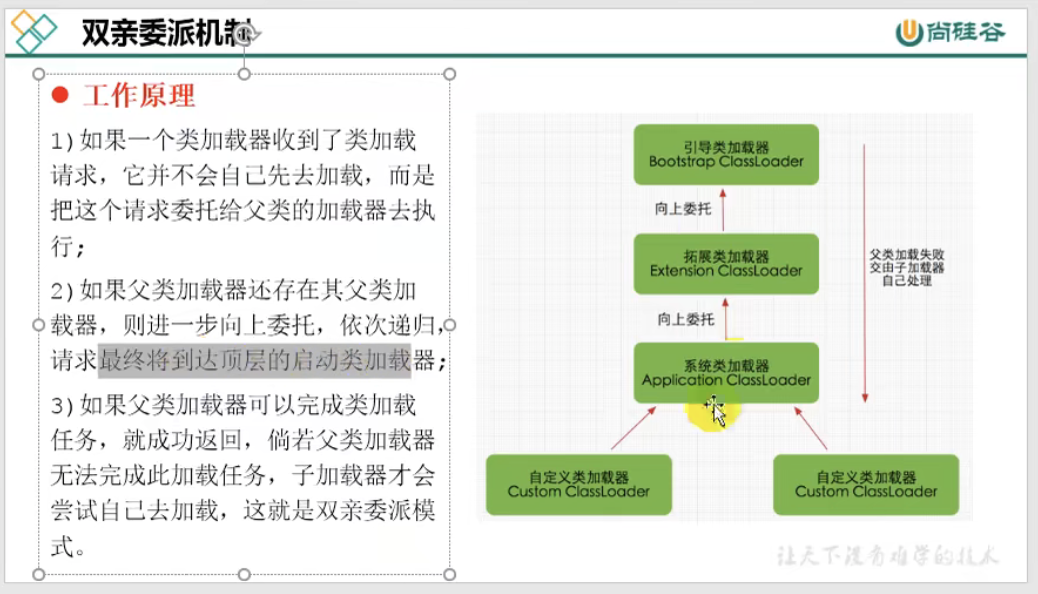 双亲委派机制
尚硅谷
工作原理
1)如果一个类加载器收到了类加载
请求，它并不会自己先去加载，而是
把这个请求委托给父类的加载器去执
行;
2)如果父类加载器还存在其父类加
载器，则进一步向上委托，依次递归，
请求最终将到达顶层的启动类加载器;
3)如果父类加载器可以完成类加载
任务，就成功返回，倘若父类加载器
无法完成此加载任务，子加载器才会
尝试自己去加载，这就是双亲委派模
式。
引导类加载器
Bootstrap ClassLoader
向上委托
拓展类加载器
Extension ClassLoader
父类加载失败
交由子加载器
自己处理
向上委托
系统类加载器
Application ClassLoader
自定义类加载器
Custom ClassLoader
自定义类加载器
Custom ClassLoader
让天下没有难学的技术